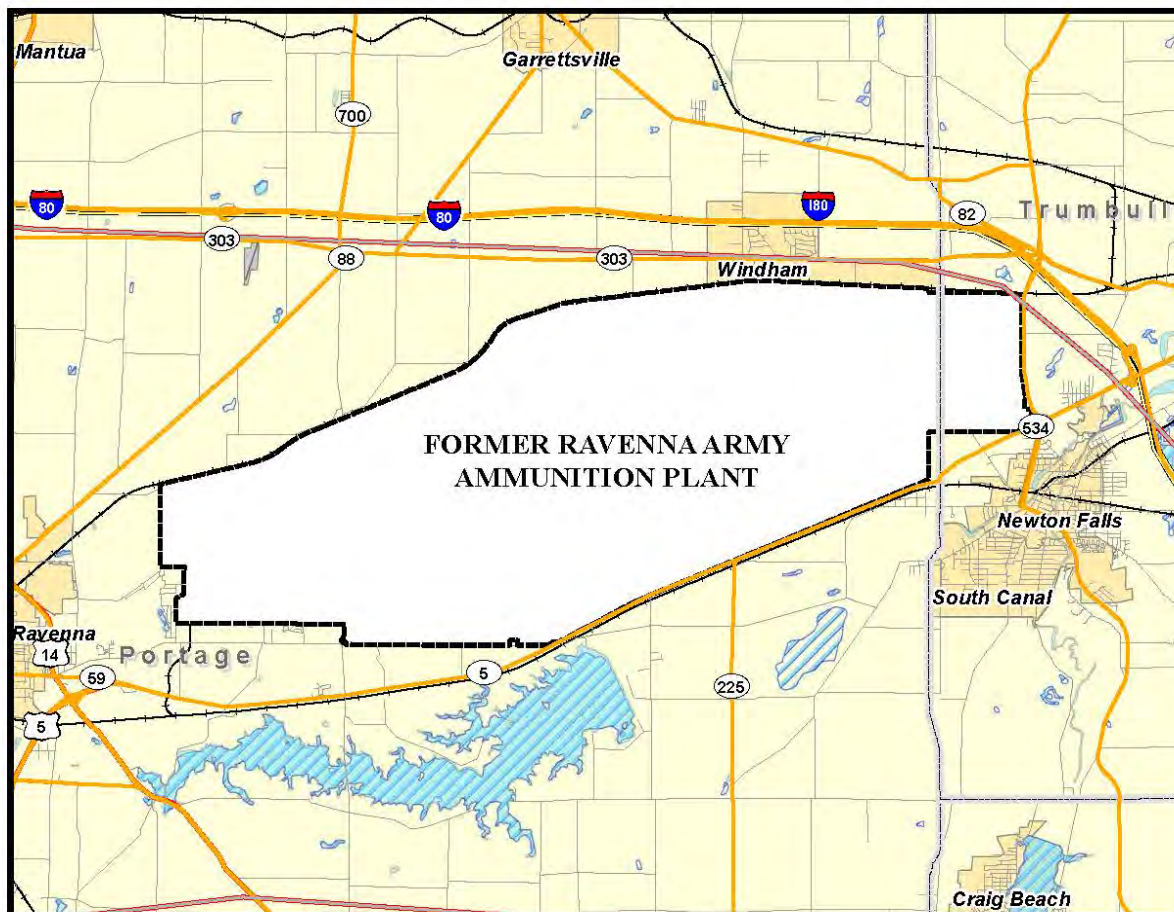 Mantua
Garrettsville
700
80
80
180
303
82
Trumbull
88
303
Windham
FORMER RAVENNA ARMY
AMMUNITION PLANT
534
Newton Falls
South Canal
Ravenna
14
Portage
59
5
225
5
Craig Beach